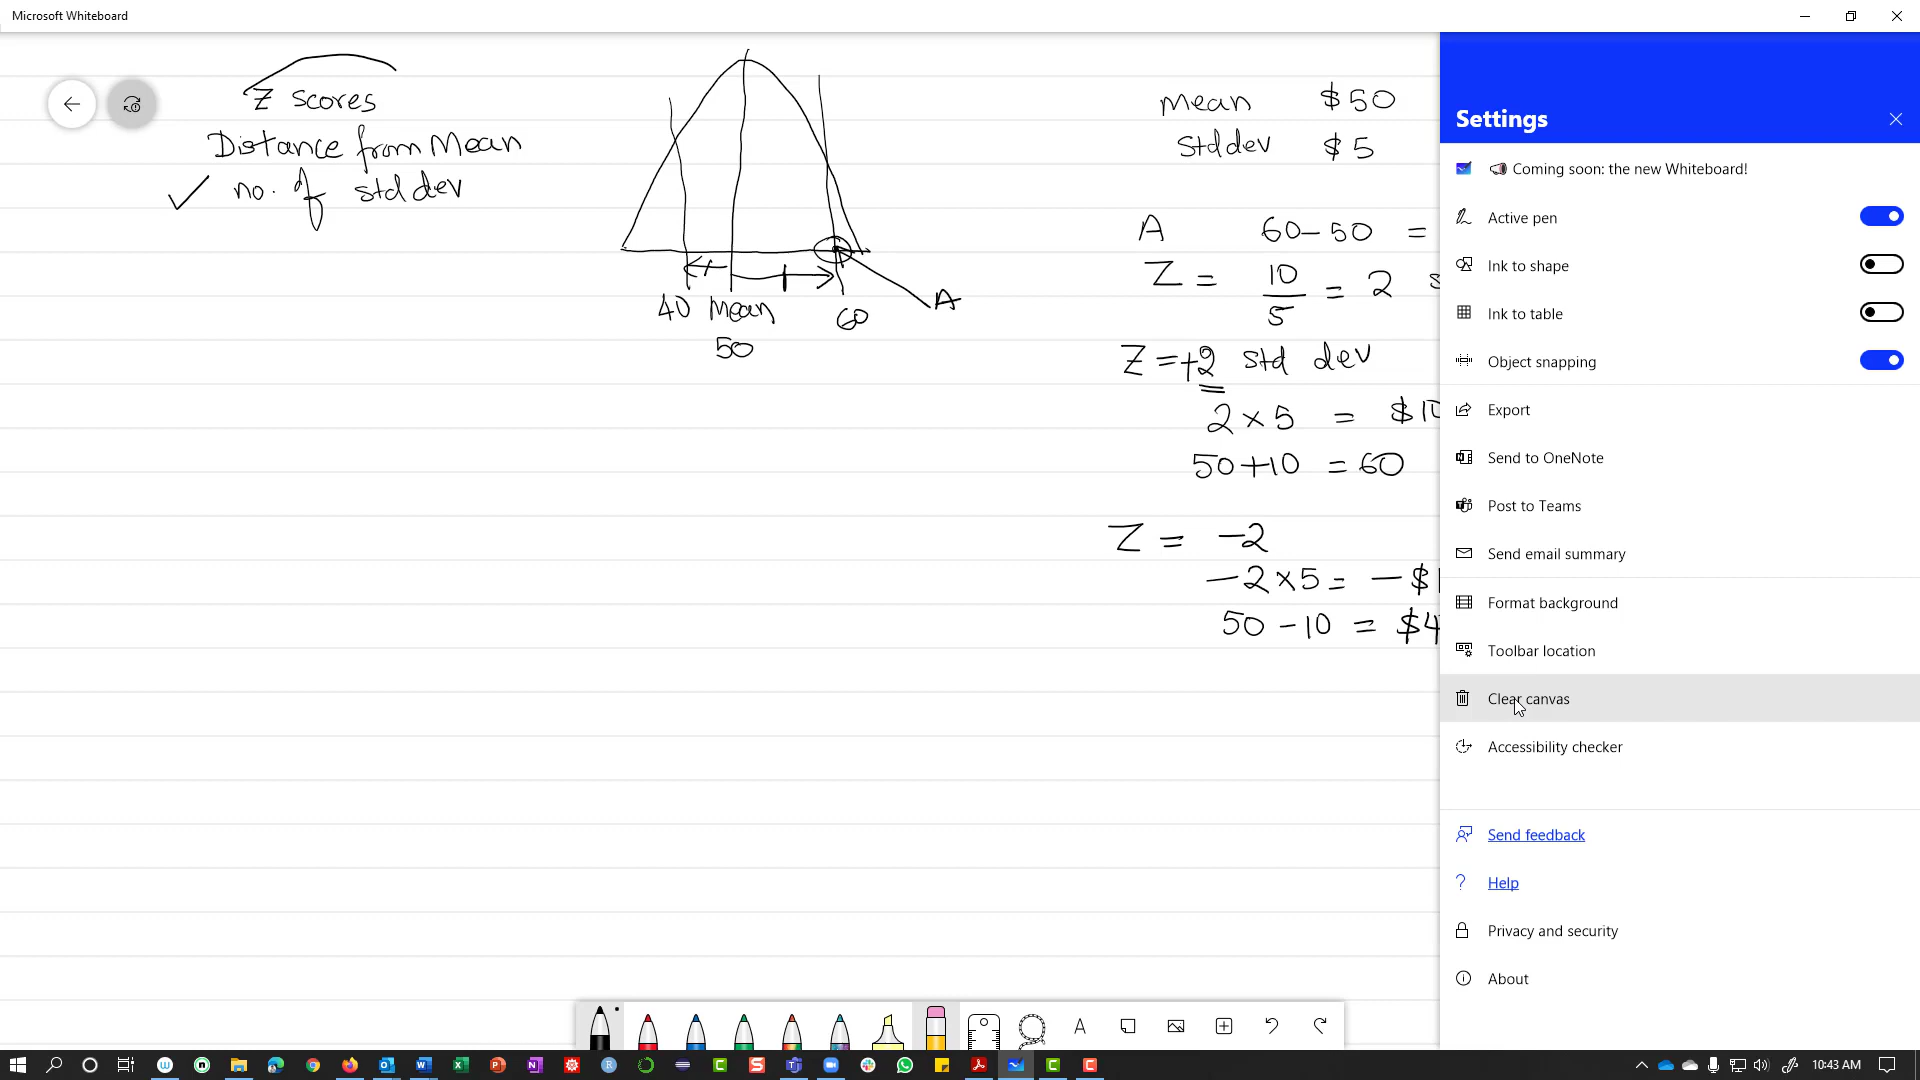 Microsoft Whiteboard
Z scores
Distance from Mean
✓ no. of std dev
40 Mean 60
50
A
mean $50
std dev $5
A 60-50 =
Z = 10/5 = 2 s
Z = +2 std dev
2 × 5 = $10
50+10 = 60
Z = -2
-2 × 5 = -$1
50 - 10 = $4
Settings
Coming soon: the new Whiteboard!
Active pen
Ink to shape
Ink to table
Object snapping
Export
Send to OneNote
Post to Teams
Send email summary
Format background
Toolbar location
Clear canvas
Accessibility checker
Send feedback
Help
Privacy and security
About
10:43 AM